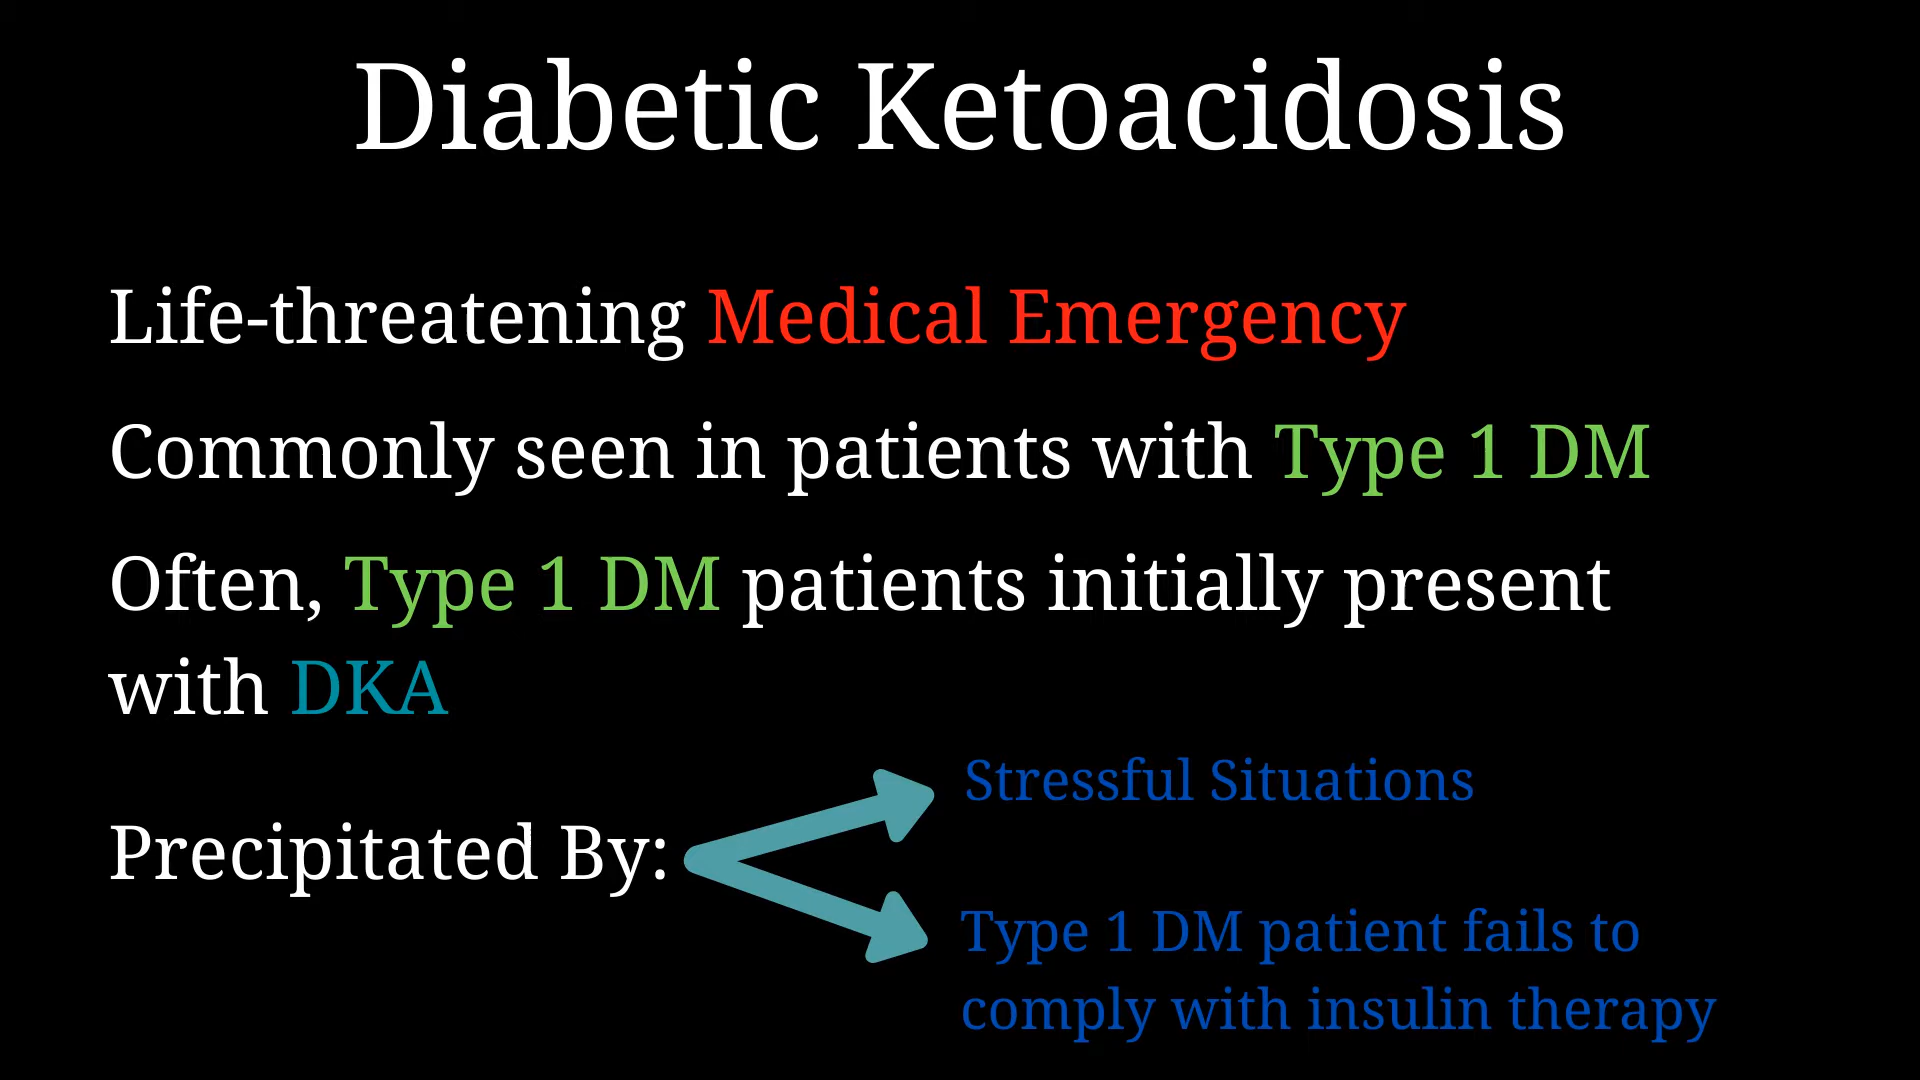 Diabetic Ketoacidosis
Life-threatening Medical Emergency
Commonly seen in patients with Type 1 DM
Often, Type 1 DM patients initially present
with DKA
Precipitated By:
Stressful Situations
Type 1 DM patient fails to
comply with insulin therapy